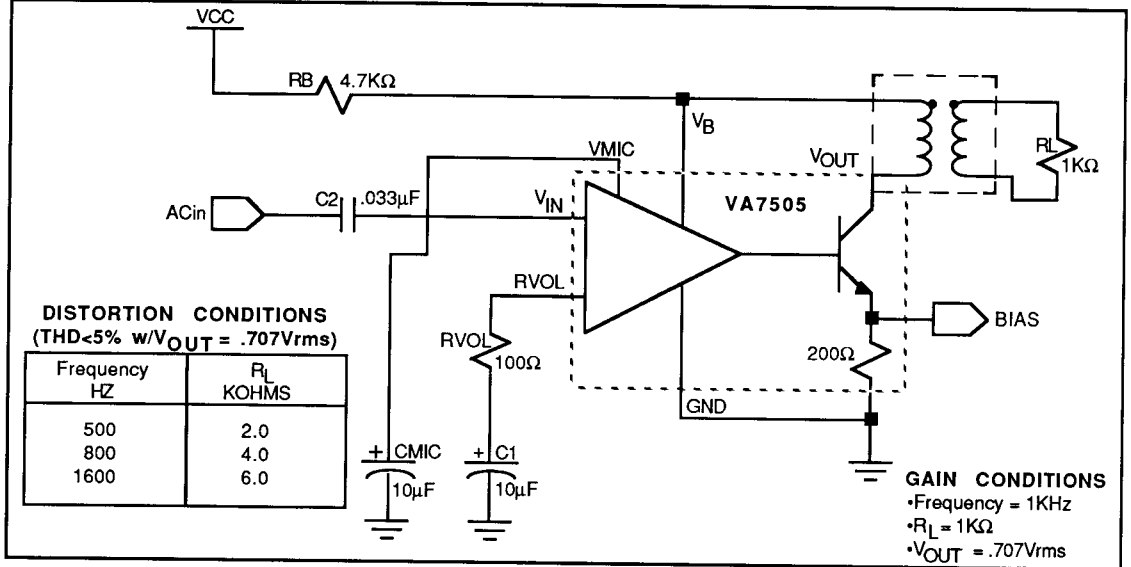 VCC
RB 4.7KΩ
VB
VMIC
VOUT
RL
1KΩ
C2 .033µF
VIN
VA7505
ACin
RVOL
RVOL
100Ω
BIAS
200Ω
GND
DISTORTION CONDITIONS
(THD<5% w/VOUT = .707Vrms)
Frequency RL
HZ KOHMS
500 2.0
800 4.0
1600 6.0
+ CMIC
10µF
+ C1
10µF
GAIN CONDITIONS
•Frequency = 1KHz
•RL = 1KΩ
•VOUT = .707Vrms